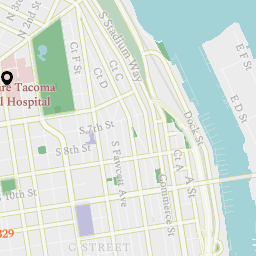 N 2nd St
N
Ct F St
Ct D
Ct C
S Stadium Way
E F St
E D St
are Tacoma
l Hospital
Dock St
S 7th St
S 8th St
S Fawcett Ave
Ct A
A St
Commerce St
S 10th St
329
C STREET